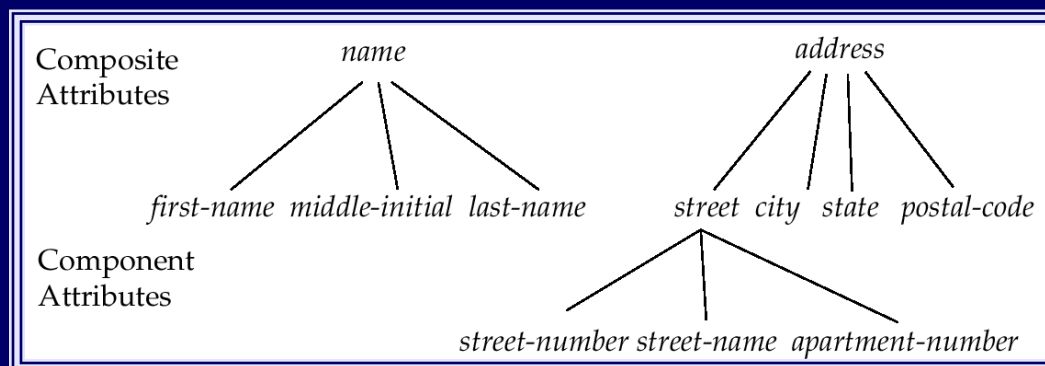 Composite
Attributes
name
address
first-name middle-initial last-name
street city state postal-code
Component
Attributes
street-number street-name apartment-number